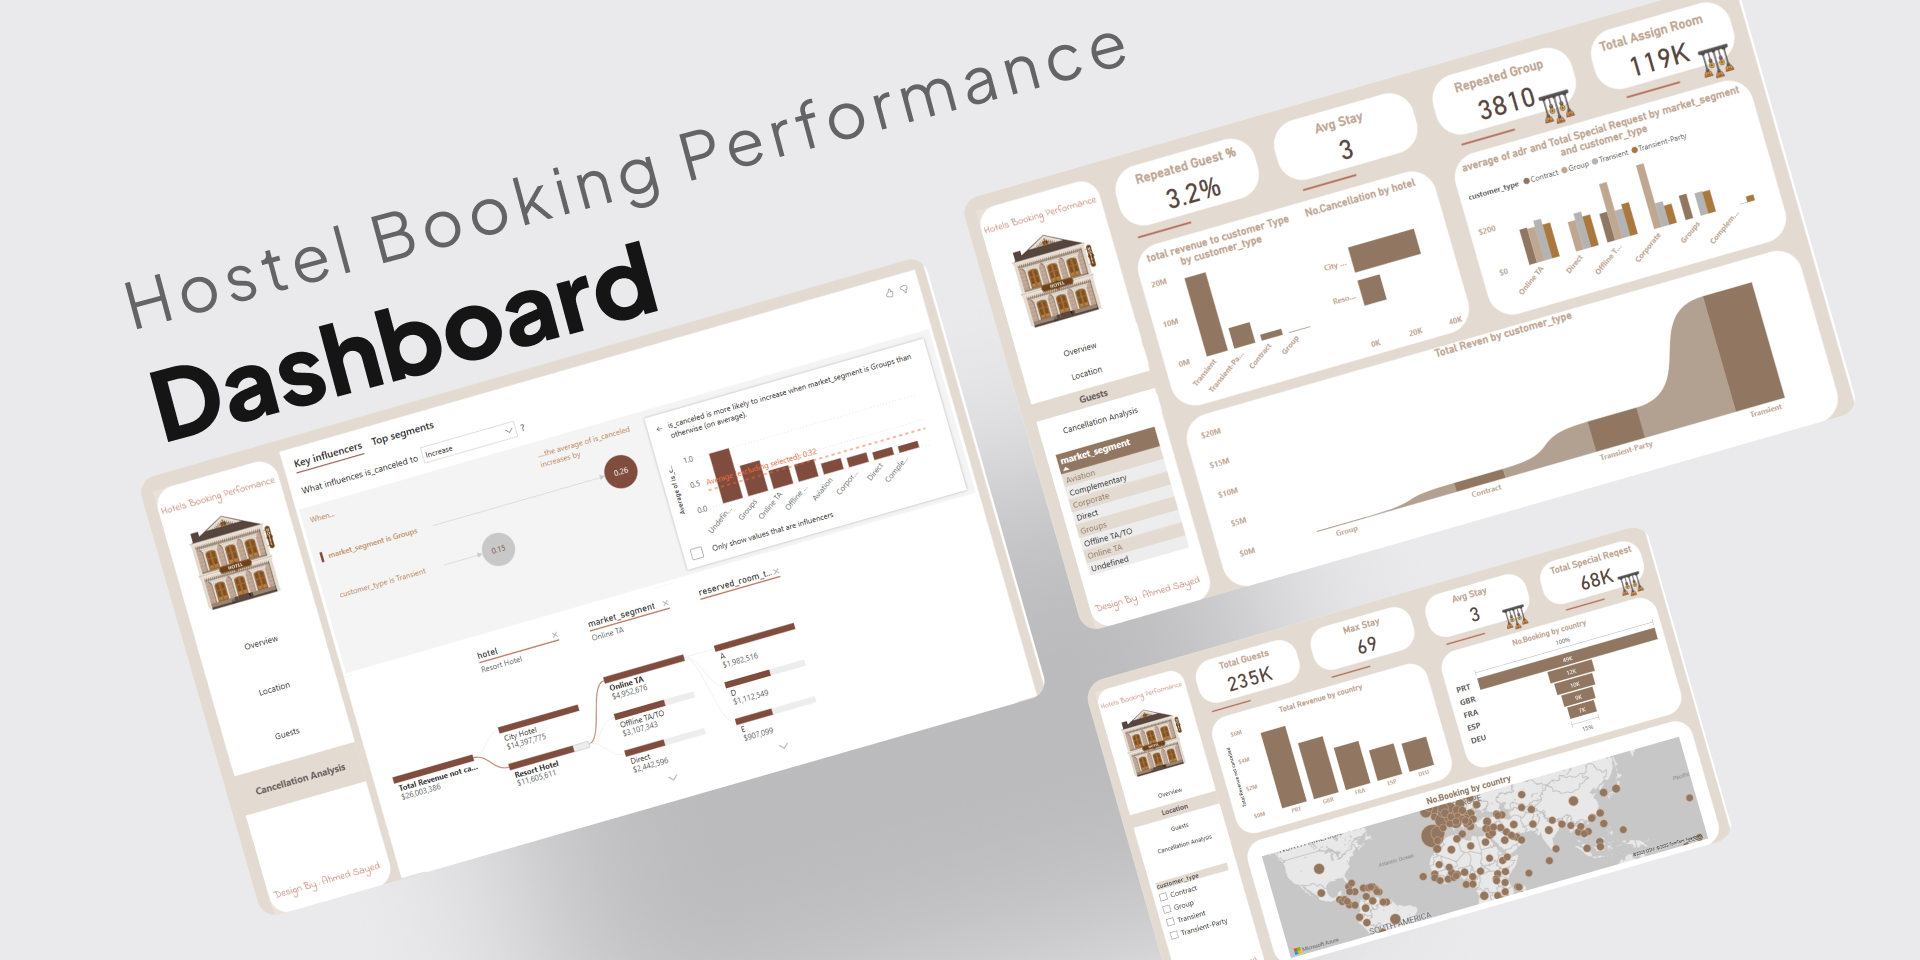 Hostel Booking Performance
Dashboard
Hotels Booking Performance
HOTEL
Overview
Location
Guests
Cancellation Analysis
Design By : Ahmed Sayed
Key influencers Top segments
What influences is_canceled to Increase ?
When...
...the average of is_canceled
increases by
market_segment is Groups
0.26
customer_type is Transient
0.15
is_canceled is more likely to increase when market_segment is Groups than
otherwise (on average).
1.0
0.5
0.0
Average (excluding selected): 0.32
Undefin...
Groups
Online TA
Offline ...
Aviation
Corpor...
Direct
Comple...
Only show values that are influencers
hotel
Resort Hotel
market_segment
Online TA
reserved_room_t...
Total Revenue not ca...
$26,003,386
City Hotel
$14,397,775
Resort Hotel
$11,605,611
Online TA
$4,952,676
Offline TA/TO
$3,107,343
Direct
$2,442,596
A
$1,982,516
D
$1,112,549
E
$907,099
Hotels Booking Performance
HOTEL
Overview
Location
Guests
Cancellation Analysis
market_segment
Aviation
Complementary
Corporate
Direct
Groups
Offline TA/TO
Online TA
Undefined
Design By : Ahmed Sayed
Repeated Guest %
3.2%
Avg Stay
3
Repeated Group
3810
Total Assign Room
119K
total revenue to customer Type
by customer_type
20M
10M
0M
Transient
Transient-Pa...
Contract
Group
No.Cancellation by hotel
City ...
Reso...
0K
20K
40K
average of adr and Total Special Request by market_segment
and customer_type
customer_type Contract Group Transient Transient-Party
$200
$0
Online TA
Direct
Offline T...
Corporate
Groups
Complem...
Total Reven by customer_type
$20M
$15M
$10M
$5M
$0M
Group
Contract
Transient-Party
Transient
Hotels Booking Performance
HOTEL
Overview
Location
Guests
Cancellation Analysis
customer_type
Contract
Group
Transient
Transient-Party
Total Guests
235K
Max Stay
69
Avg Stay
3
Total Special Reqest
68K
Total Revenue by country
$6M
$4M
$2M
$0M
PRT
GBR
FRA
ESP
DEU
No.Booking by country
100%
PRT
GBR
FRA
ESP
DEU
49K
12K
10K
9K
7K
15%
No.Booking by country
Atlantic Ocean
SOUTH AMERICA
Microsoft Azure